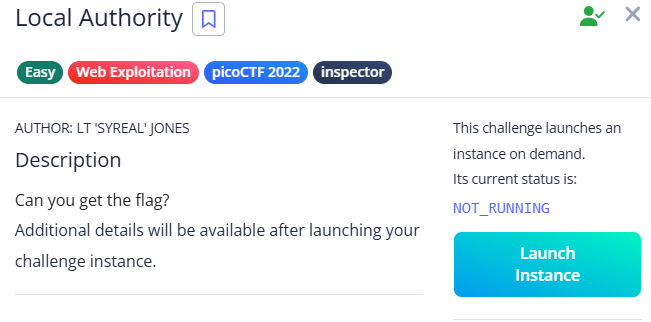 Local Authority
Easy
Web Exploitation
picoCTF 2022
inspector
AUTHOR: LT 'SYREAL' JONES
Description
Can you get the flag?
Additional details will be available after launching your
challenge instance.
This challenge launches an
instance on demand.
Its current status is:
NOT_RUNNING
Launch
Instance